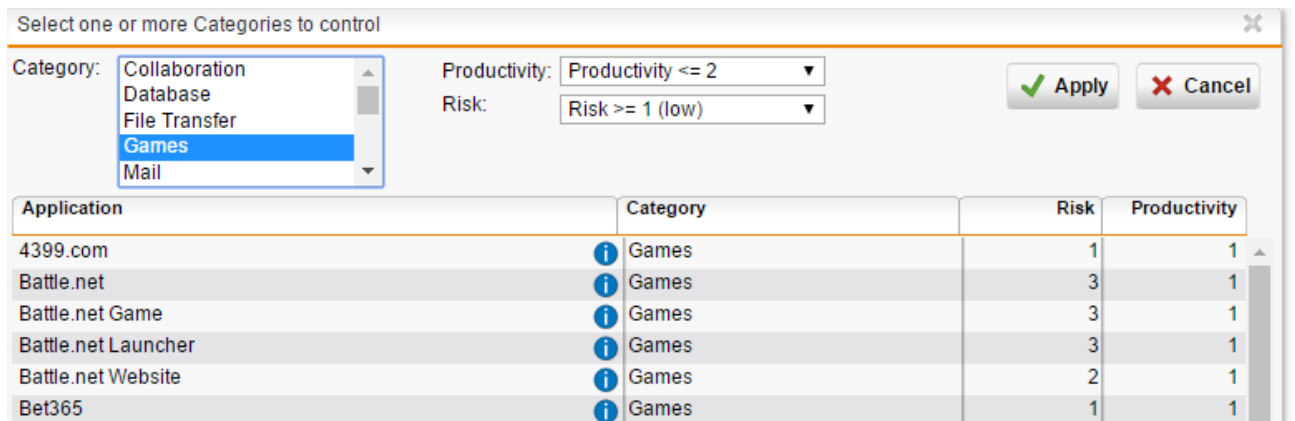 Select one or more Categories to control
Category:
Collaboration
Database
File Transfer
Games
Mail
Productivity: Productivity <= 2
Risk: Risk >= 1 (low)
Apply Cancel
Application Category Risk Productivity
4399.com Games 1 1
Battle.net Games 3 1
Battle.net Game Games 3 1
Battle.net Launcher Games 3 1
Battle.net Website Games 2 1
Bet365 Games 1 1